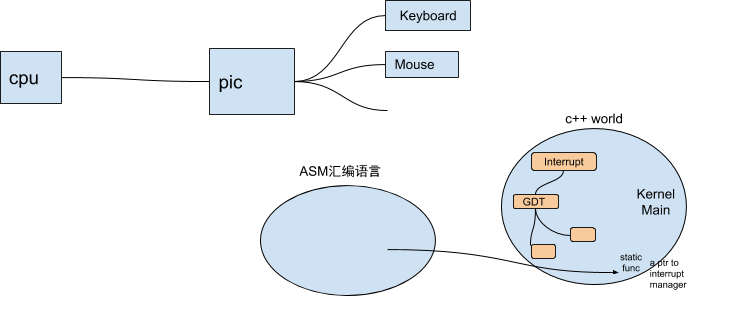 Keyboard
cpu
pic
Mouse
c++ world
Interrupt
ASM汇编语言
GDT
Kernel
Main
static
func
a ptr to
interrupt
manager